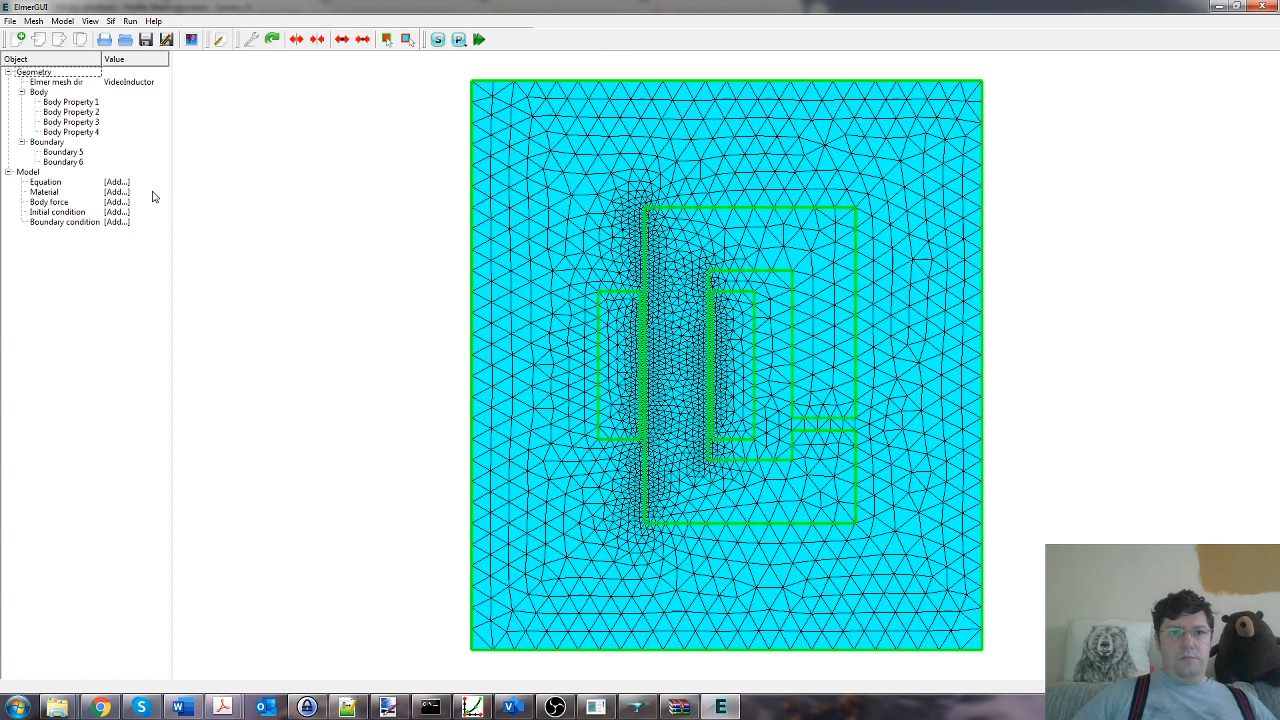 ElmerGUI
File Mesh Model View Sif Run Help
Object Value
Geometry
Elmer mesh dir VideoInductor
Body
Body Property 1
Body Property 2
Body Property 3
Body Property 4
Boundary
Boundary 5
Boundary 6
Model
Equation [Add...]
Material [Add...]
Body force [Add...]
Initial condition [Add...]
Boundary condition [Add...]